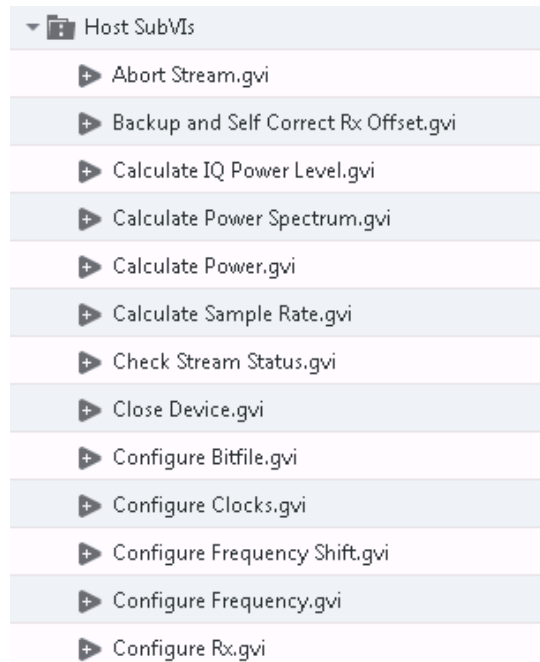 Host SubVIs
Abort Stream.gvi
Backup and Self Correct Rx Offset.gvi
Calculate IQ Power Level.gvi
Calculate Power Spectrum.gvi
Calculate Power.gvi
Calculate Sample Rate.gvi
Check Stream Status.gvi
Close Device.gvi
Configure Bitfile.gvi
Configure Clocks.gvi
Configure Frequency Shift.gvi
Configure Frequency.gvi
Configure Rx.gvi